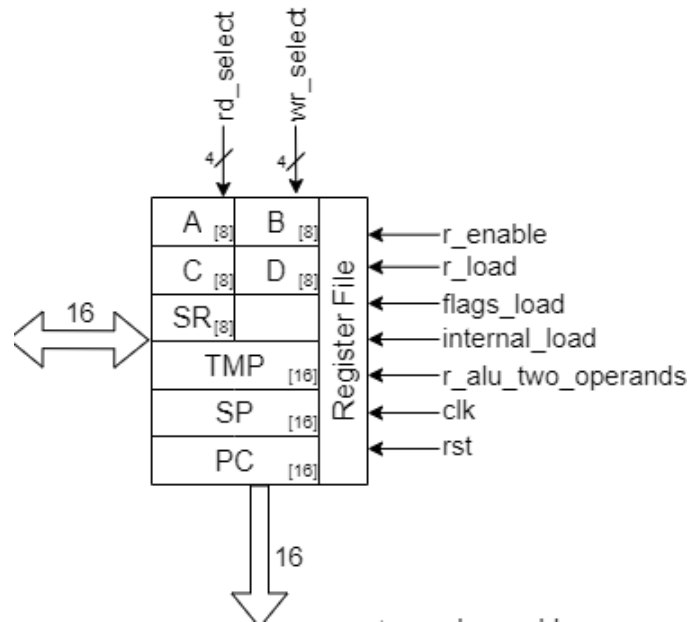 rd_select
wr_select
4
4
A [8]
B [8]
C [8]
D [8]
SR [8]
TMP [16]
SP [16]
PC [16]
Register File
16
r_enable
r_load
flags_load
internal_load
r_alu_two_operands
clk
rst
16